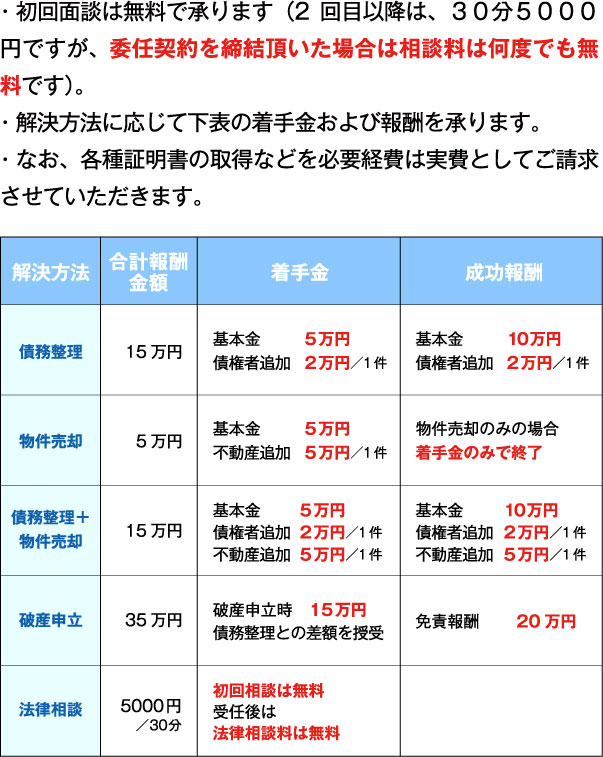 ・初回面談は無料で承ります（2 回目以降は、３０分５０００
円ですが、委任契約を締結頂いた場合は相談料は何度でも無
料です）。
・解決方法に応じて下表の着手金および報酬を承ります。
・なお、各種証明書の取得などを必要経費は実費としてご請求
させていただきます。
解決方法 合計報酬 着手金 成功報酬
金額
債務整理 15万円
基本金 5万円 基本金 10万円
債権者追加 2万円／1件 債権者追加 2万円／1件
物件売却 5万円
基本金 5万円 物件売却のみの場合
不動産追加 5万円／1件 着手金のみで終了
債務整理＋
物件売却
15万円
基本金 5万円 基本金 10万円
債権者追加 2万円／1件 債権者追加 2万円／1件
不動産追加 5万円／1件 不動産追加 5万円／1件
破産申立 35万円
破産申立時 15万円 免責報酬 20万円
債務整理との差額を授受
法律相談
5000円
／30分
初回相談は無料
受任後は
法律相談料は無料